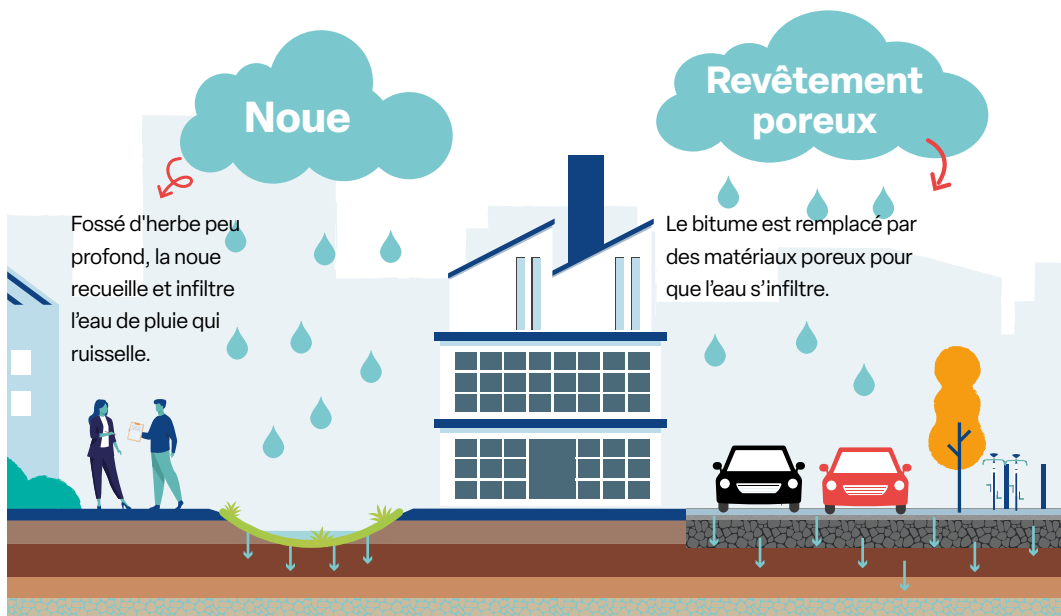 Noue
Fossé d'herbe peu
profond, la noue
recueille et infiltre
l’eau de pluie qui
ruisselle.
Revêtement
poreux
Le bitume est remplacé par
des matériaux poreux pour
que l’eau s’infiltre.